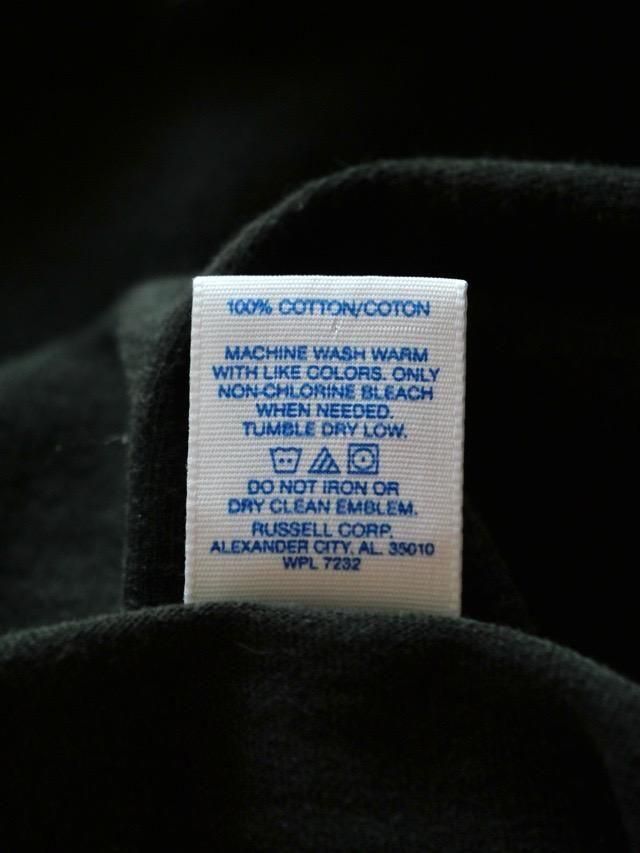 100% COTTON/COTON
MACHINE WASH WARM
WITH LIKE COLORS. ONLY
NON-CHLORINE BLEACH
WHEN NEEDED.
TUMBLE DRY LOW.
DO NOT IRON OR
DRY CLEAN EMBLEM.
RUSSELL CORP.
ALEXANDER CITY, AL. 35010
WPL 7232